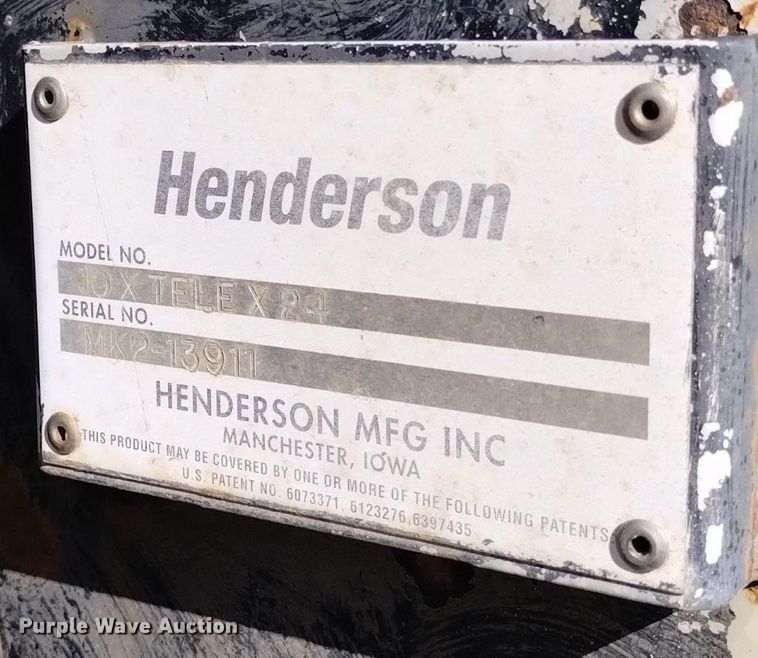 Henderson
MODEL NO.
10 X TELE X 24
SERIAL NO.
MK2-13911
HENDERSON MFG INC
MANCHESTER, IOWA
THIS PRODUCT MAY BE COVERED BY ONE OR MORE OF THE FOLLOWING PATENTS
U.S. PATENT NO. 6073371, 6123276,6397435
Purple Wave Auction